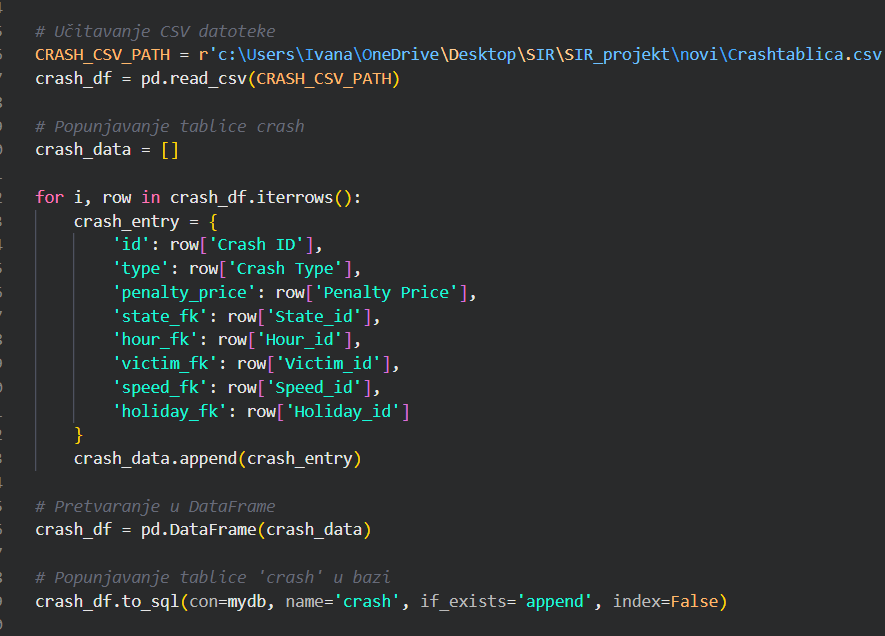 # Učitavanje CSV datoteke
CRASH_CSV_PATH = r'c:\Users\Ivana\OneDrive\Desktop\SIR\SIR_projekt\novi\Crashtablica.csv
crash_df = pd.read_csv(CRASH_CSV_PATH)
# Popunjavanje tablice crash
crash_data = []
for i, row in crash_df.iterrows():
    crash_entry = {
        'id': row['Crash ID'],
        'type': row['Crash Type'],
        'penalty_price': row['Penalty Price'],
        'state_fk': row['State_id'],
        'hour_fk': row['Hour_id'],
        'victim_fk': row['Victim_id'],
        'speed_fk': row['Speed_id'],
        'holiday_fk': row['Holiday_id']
    }
    crash_data.append(crash_entry)
# Pretvaranje u DataFrame
crash_df = pd.DataFrame(crash_data)
# Popunjavanje tablice 'crash' u bazi
crash_df.to_sql(con=mydb, name='crash', if_exists='append', index=False)